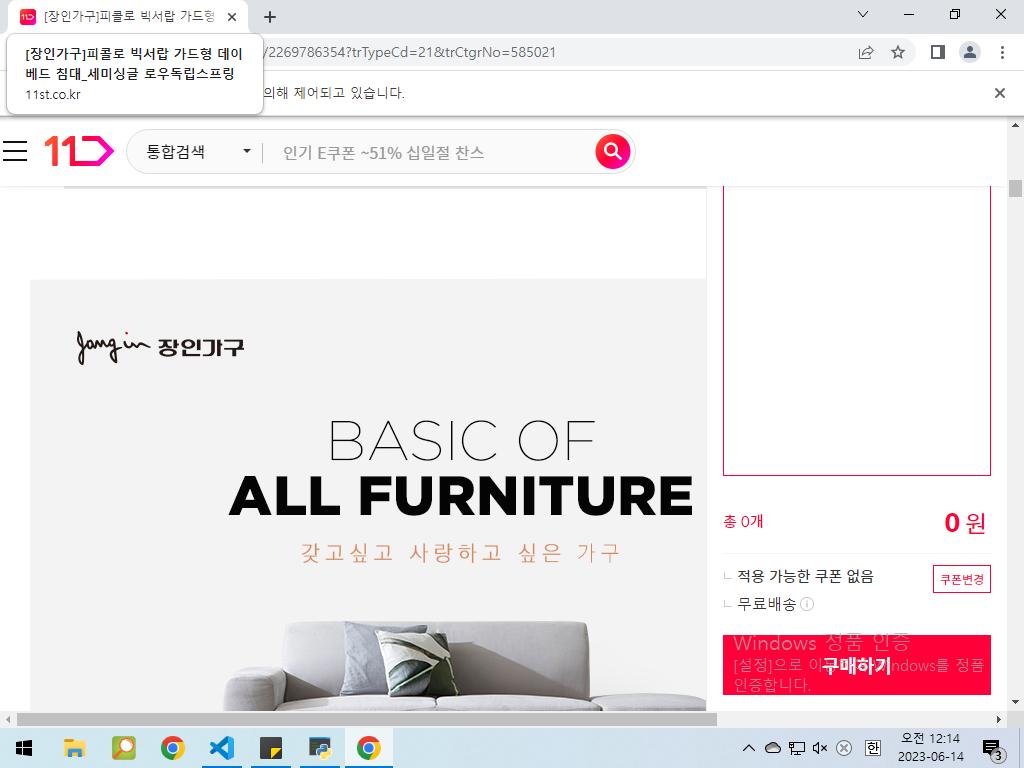 [장인가구]피콜로 빅서랍 가드형
[장인가구]피콜로 빅서랍 가드형 데이
베드 침대_세미싱글 로우독립스프링
11st.co.kr
/2269786354?trTypeCd=21&trCtgrNo=585021
의해 제어되고 있습니다.
11
통합검색
인기 E쿠폰 ~51% 십일절 찬스
Jangin 장인가구
BASIC OF
ALL FURNITURE
갖고싶고 사랑하고 싶은 가구
총 0개
0 원
적용 가능한 쿠폰 없음
쿠폰변경
무료배송
구매하기
Windows 정품 인증
[설정]으로 이 Windows를 정품
인증합니다.
한
오전 12:14
2023-06-14
3